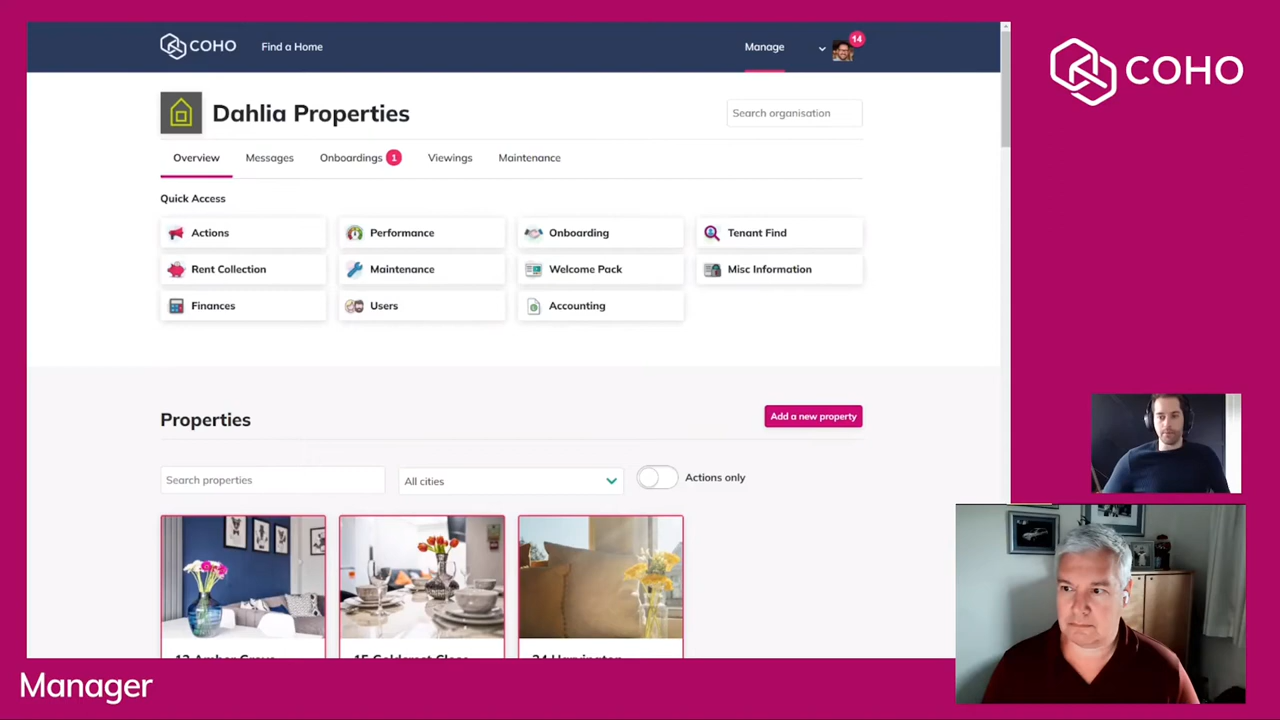 COHO
Find a Home
Manage
14
COHO
Dahlia Properties
Search organisation
Overview
Messages
Onboardings 1
Viewings
Maintenance
Quick Access
Actions
Performance
Onboarding
Tenant Find
Rent Collection
Maintenance
Welcome Pack
Misc Information
Finances
Users
Accounting
Properties
Add a new property
Search properties
All cities
Actions only
Manager